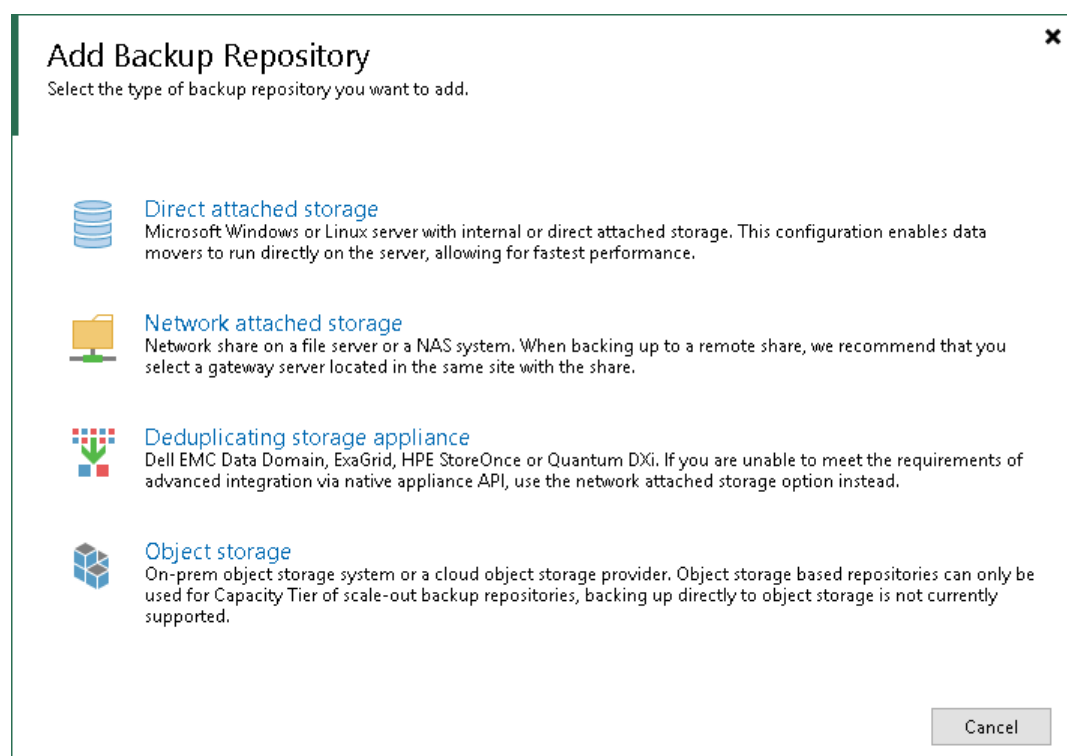 Add Backup Repository
Select the type of backup repository you want to add.
Direct attached storage
Microsoft Windows or Linux server with internal or direct attached storage. This configuration enables data
movers to run directly on the server, allowing for fastest performance.
Network attached storage
Network share on a file server or a NAS system. When backing up to a remote share, we recommend that you
select a gateway server located in the same site with the share.
Deduplicating storage appliance
Dell EMC Data Domain, ExaGrid, HPE StoreOnce or Quantum DXi. If you are unable to meet the requirements of
advanced integration via native appliance API, use the network attached storage option instead.
Object storage
On-prem object storage system or a cloud object storage provider. Object storage based repositories can only be
used for Capacity Tier of scale-out backup repositories, backing up directly to object storage is not currently
supported.
Cancel